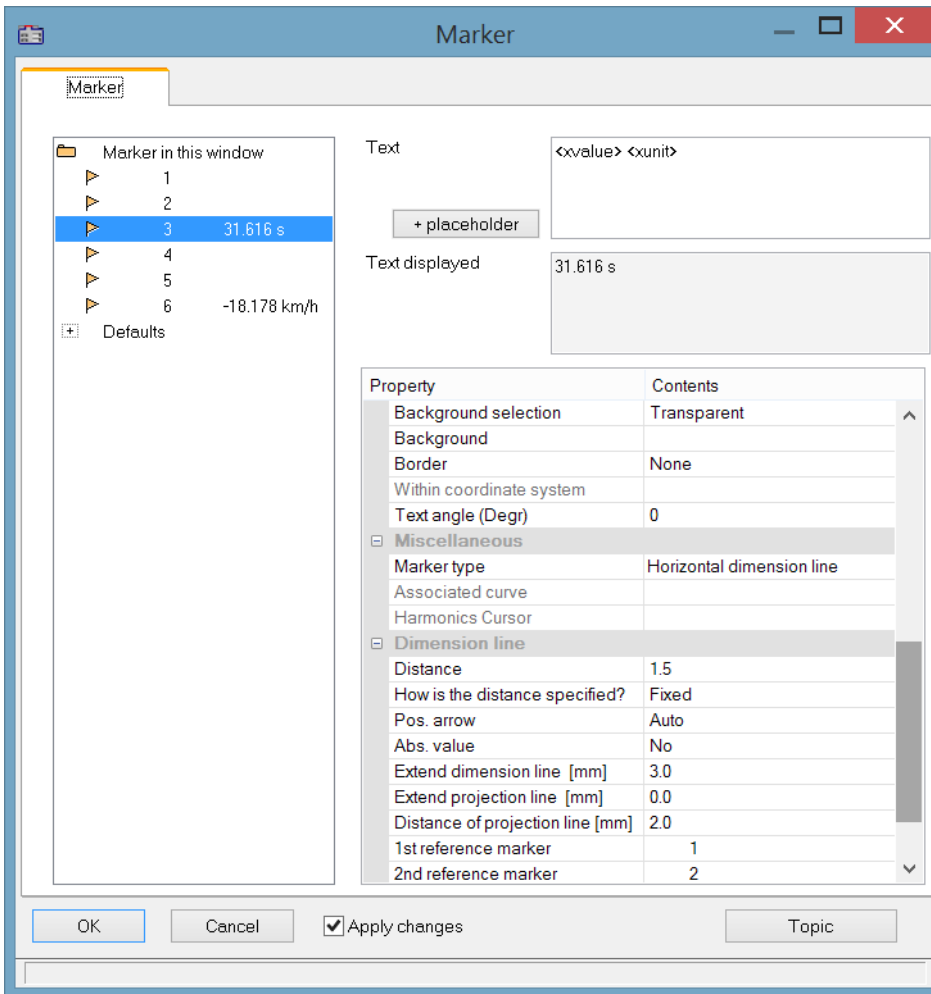 Marker
Marker
Marker in this window
1
2
3 31.616 s
4
5
6 -18.178 km/h
Defaults
Text
<xvalue> <xunit>
+ placeholder
Text displayed
31.616 s
Property Contents
Background selection Transparent
Background
Border None
Within coordinate system
Text angle (Degr) 0
Miscellaneous
Marker type Horizontal dimension line
Associated curve
Harmonics Cursor
Dimension line
Distance 1.5
How is the distance specified? Fixed
Pos. arrow Auto
Abs. value No
Extend dimension line [mm] 3.0
Extend projection line [mm] 0.0
Distance of projection line [mm] 2.0
1st reference marker 1
2nd reference marker 2
OK Cancel Apply changes Topic